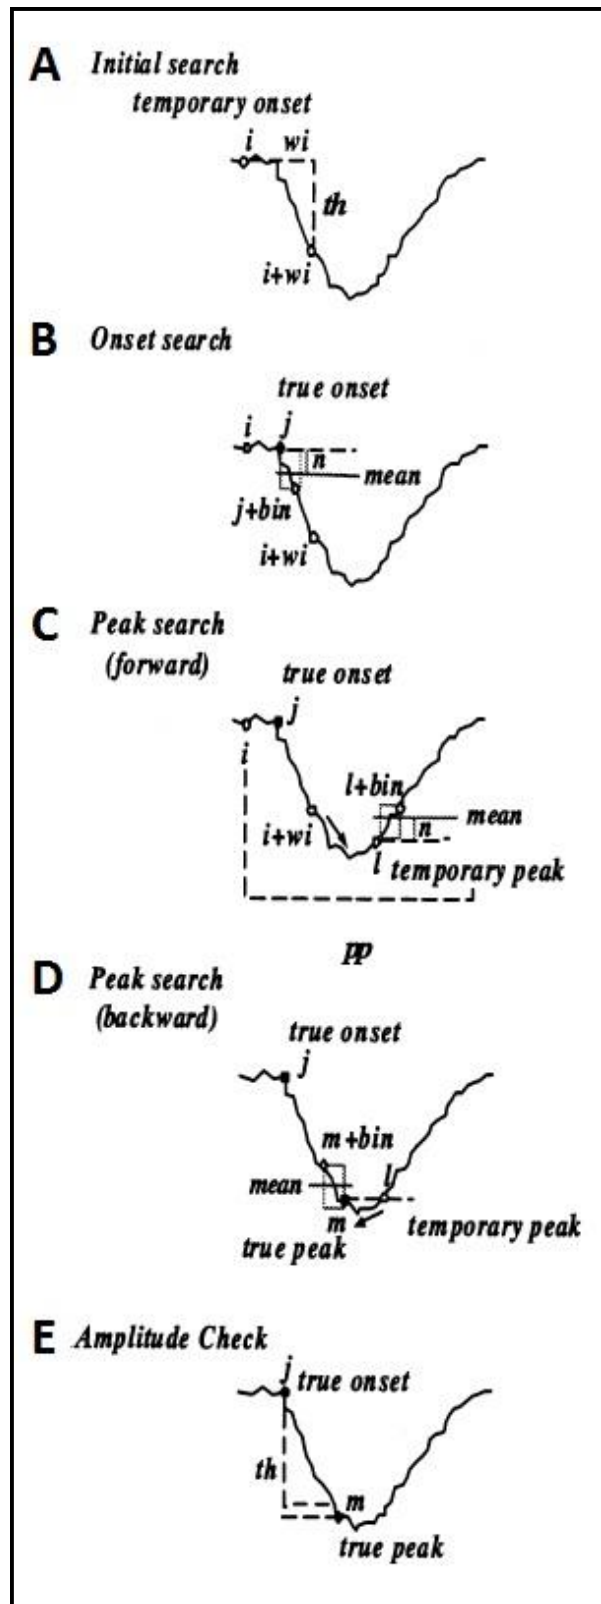 A Initial search
temporary onset
i wi
th
i+wi
B Onset search
true onset
i j
n
mean
j+bin
i+wi
C Peak search
(forward)
true onset
j
i
l+bin
i+wi
mean
n
l temporary peak
pp
D Peak search
(backward)
true onset
j
m+bin
mean
l
m
temporary peak
true peak
E Amplitude Check
j
true onset
th
m
true peak